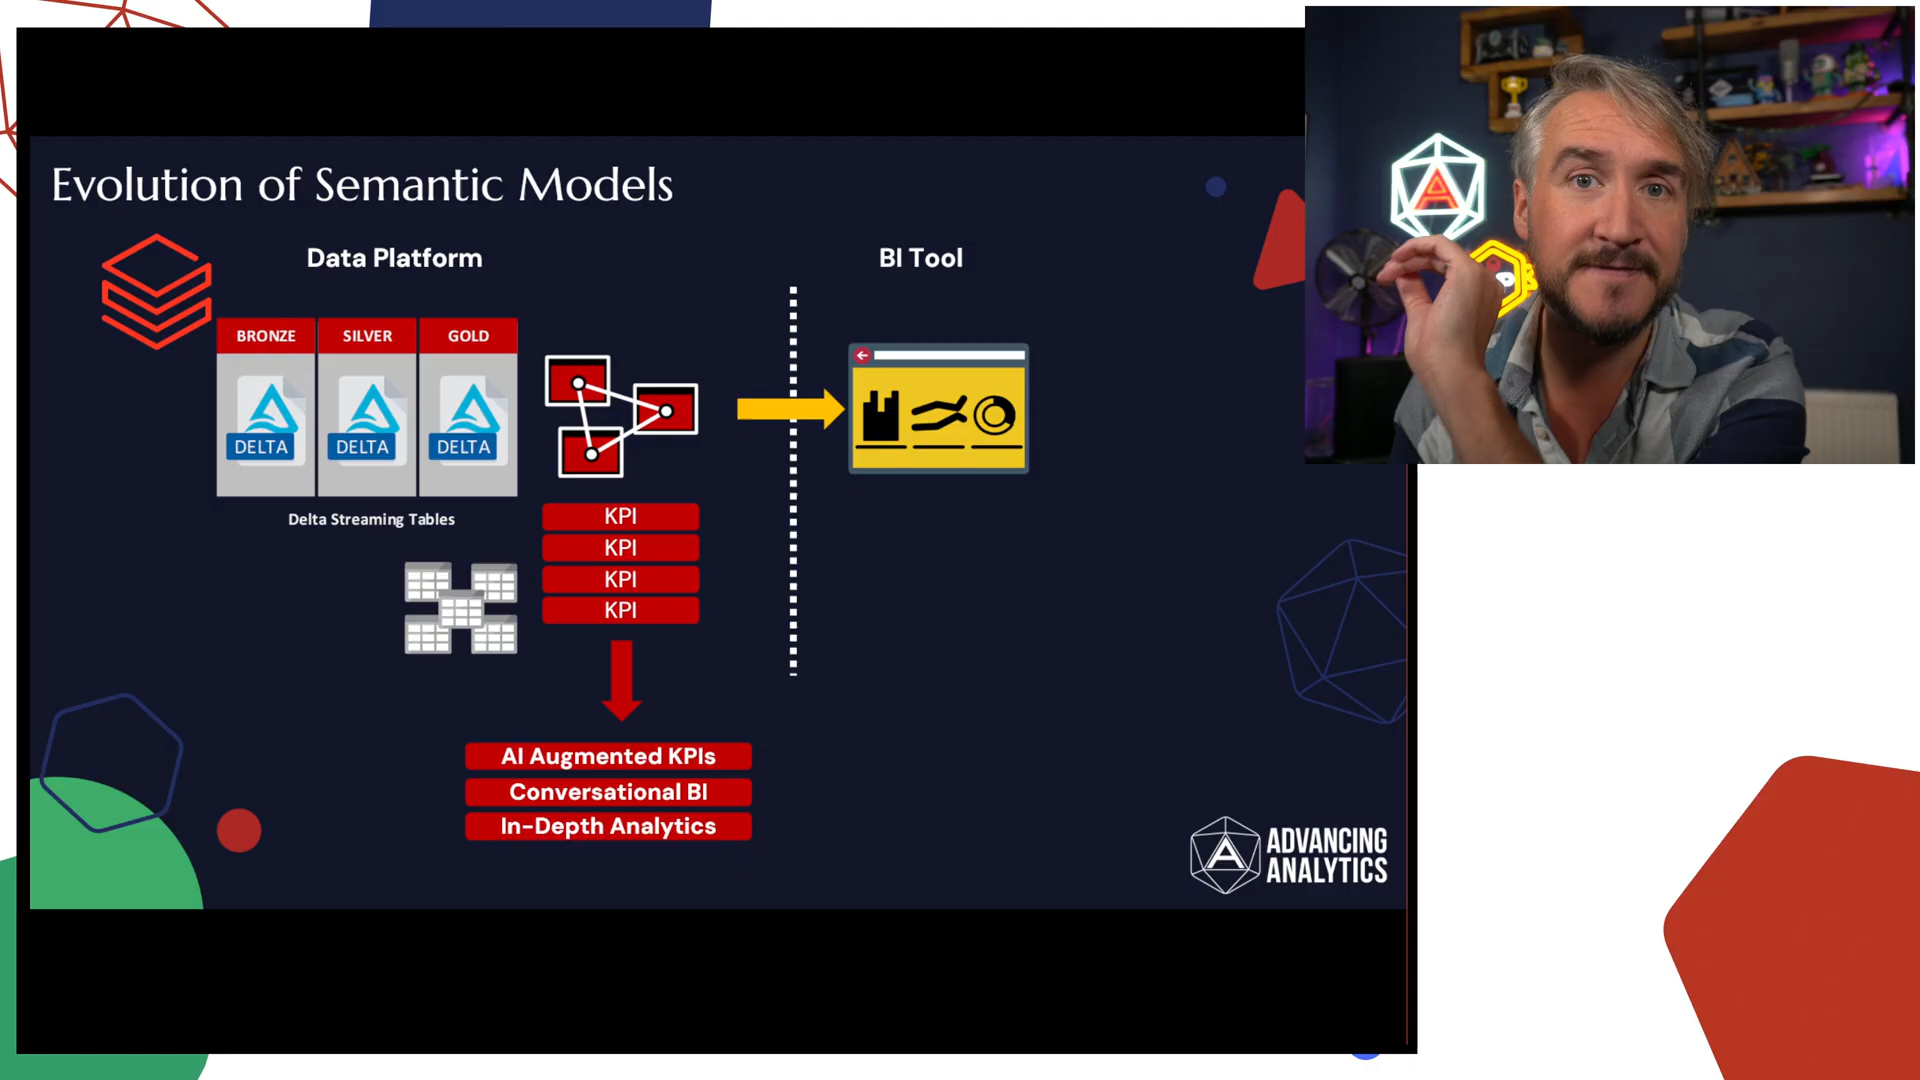 Evolution of Semantic Models
Data Platform
BI Tool
BRONZE
SILVER
GOLD
DELTA
DELTA
DELTA
Delta Streaming Tables
KPI
KPI
KPI
KPI
AI Augmented KPIs
Conversational BI
In-Depth Analytics
A
ADVANCING
ANALYTICS
A